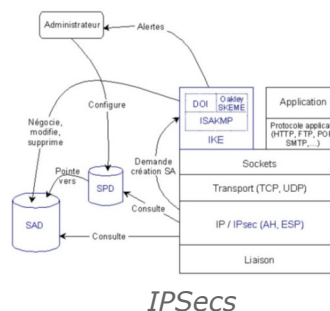 Administrateur
Alertes
Configure
Négocie,
modifie,
supprime
Pointe
vers
SPD
SAD
Demande
création SA
Consulte
Consulte
DOI
Oakley
SKEME
ISAKMP
IKE
Application
Protocole applica
(HTTP, FTP, PO
SMTP,...)
Sockets
Transport (TCP, UDP)
IP / IPsec (AH, ESP)
Liaison
IPSecs